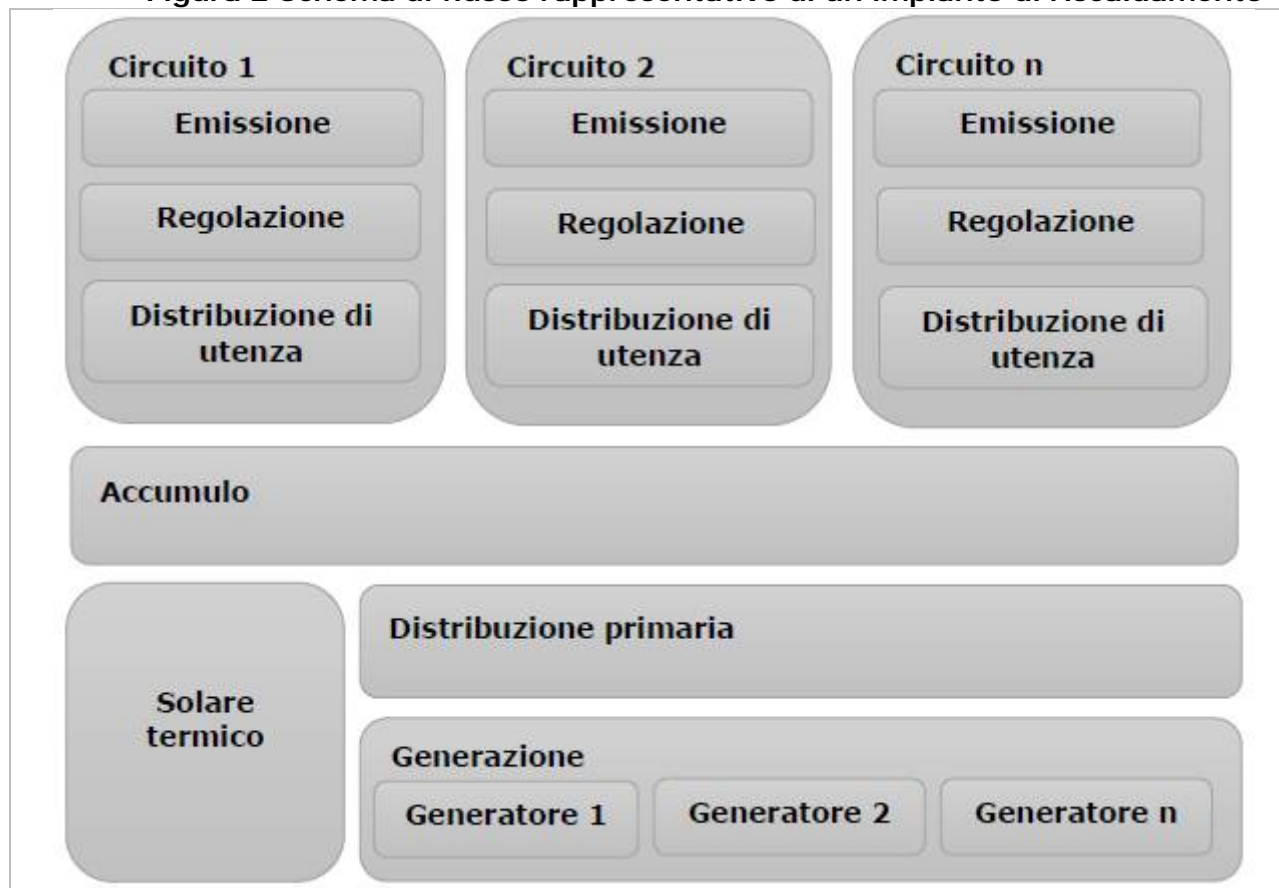 Circuito 1
Emissione
Regolazione
Distribuzione di
utenza
Circuito 2
Emissione
Regolazione
Distribuzione di
utenza
Circuito n
Emissione
Regolazione
Distribuzione di
utenza
Accumulo
Solare
termico
Distribuzione primaria
Generazione
Generatore 1
Generatore 2
Generatore n